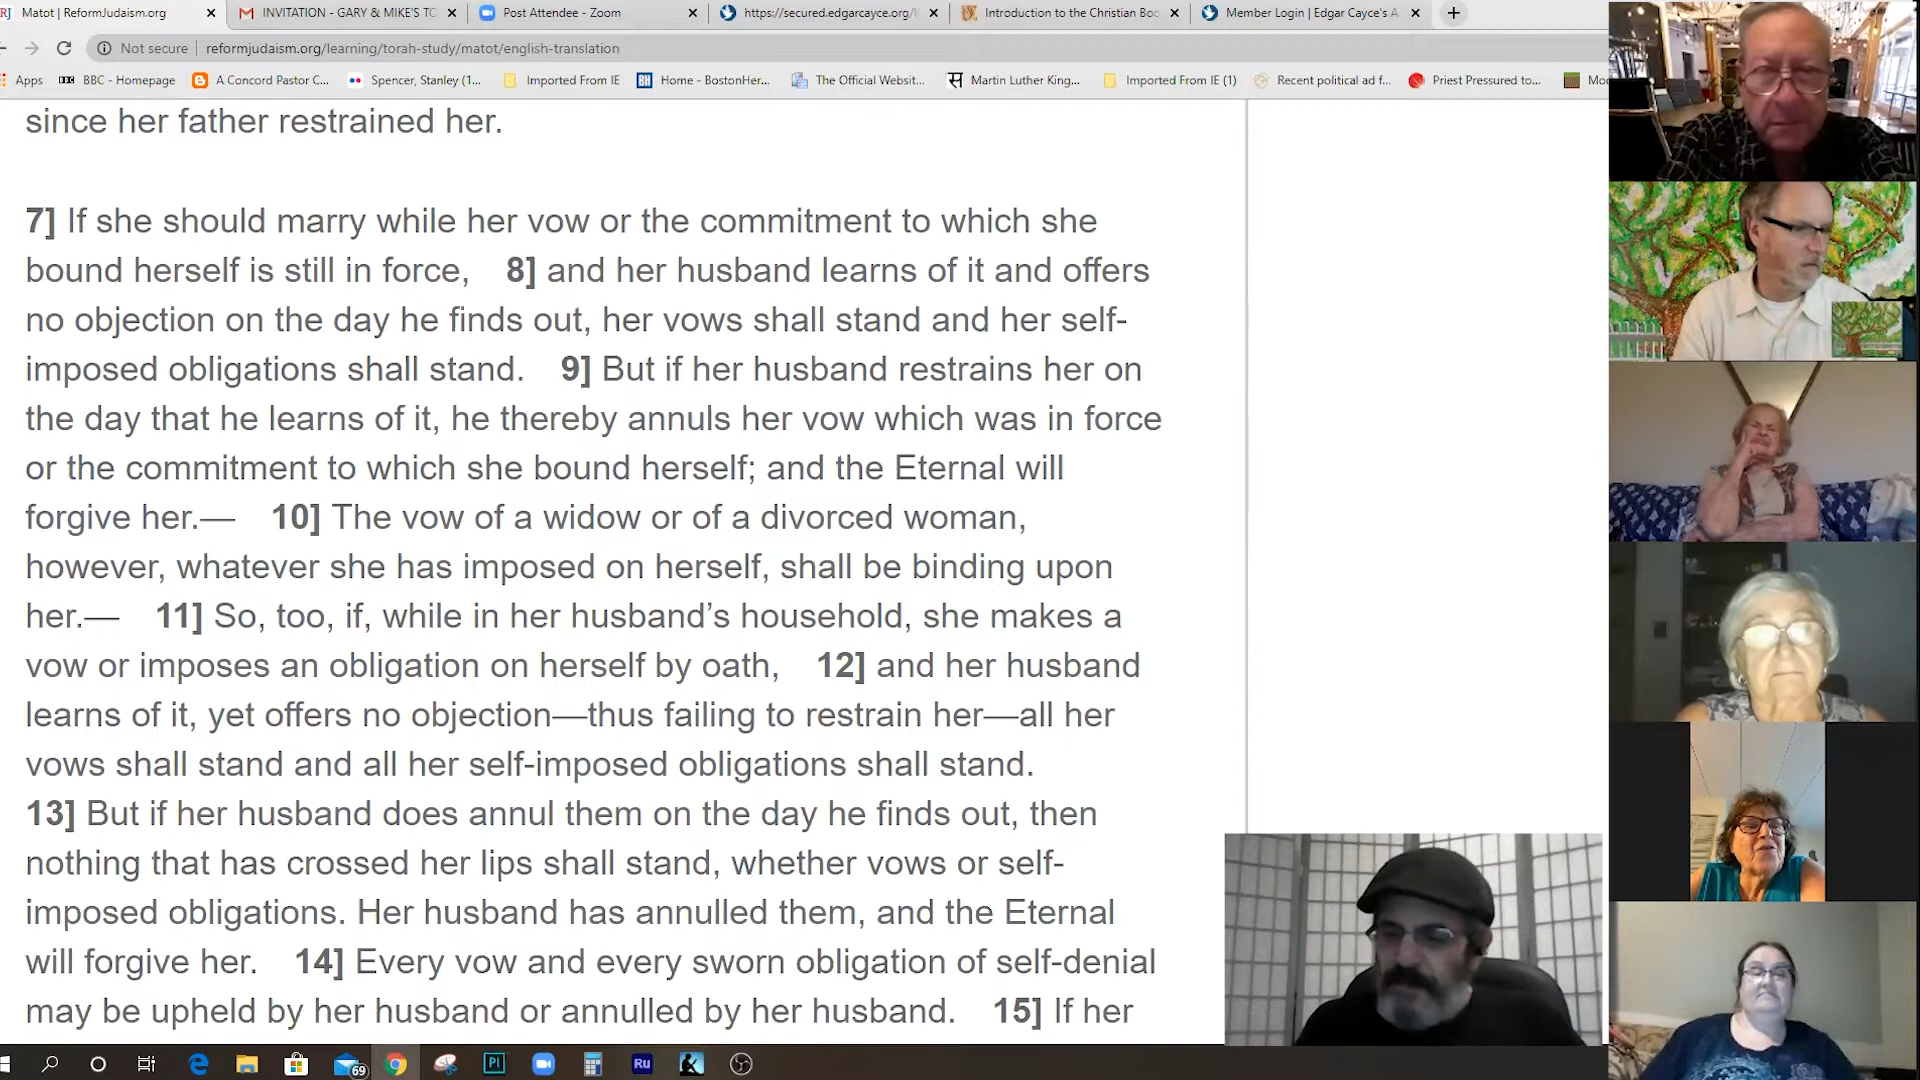 RJ Matot | ReformJudaism.org
INVITATION - GARY & MIKE'S TO
Post Attendee - Zoom
https://secured.edgarcayce.org/
Introduction to the Christian Boo
Member Login | Edgar Cayce's A.
Not secure
reformjudaism.org/learning/torah-study/matot/english-translation
Apps
BBC - Homepage
A Concord Pastor C...
Spencer, Stanley (1...
Imported From IE
BH Home - BostonHer...
The Official Websit...
Martin Luther King...
Imported From IE (1)
Recent political ad f...
Priest Pressured to...
since her father restrained her.
7] If she should marry while her vow or the commitment to which she
bound herself is still in force, 8] and her husband learns of it and offers
no objection on the day he finds out, her vows shall stand and her self-
imposed obligations shall stand. 9] But if her husband restrains her on
the day that he learns of it, he thereby annuls her vow which was in force
or the commitment to which she bound herself; and the Eternal will
forgive her.— 10] The vow of a widow or of a divorced woman,
however, whatever she has imposed on herself, shall be binding upon
her.— 11] So, too, if, while in her husband’s household, she makes a
vow or imposes an obligation on herself by oath, 12] and her husband
learns of it, yet offers no objection—thus failing to restrain her—all her
vows shall stand and all her self-imposed obligations shall stand.
13] But if her husband does annul them on the day he finds out, then
nothing that has crossed her lips shall stand, whether vows or self-
imposed obligations. Her husband has annulled them, and the Eternal
will forgive her. 14] Every vow and every sworn obligation of self-denial
may be upheld by her husband or annulled by her husband. 15] If her
69
Pl
Ru